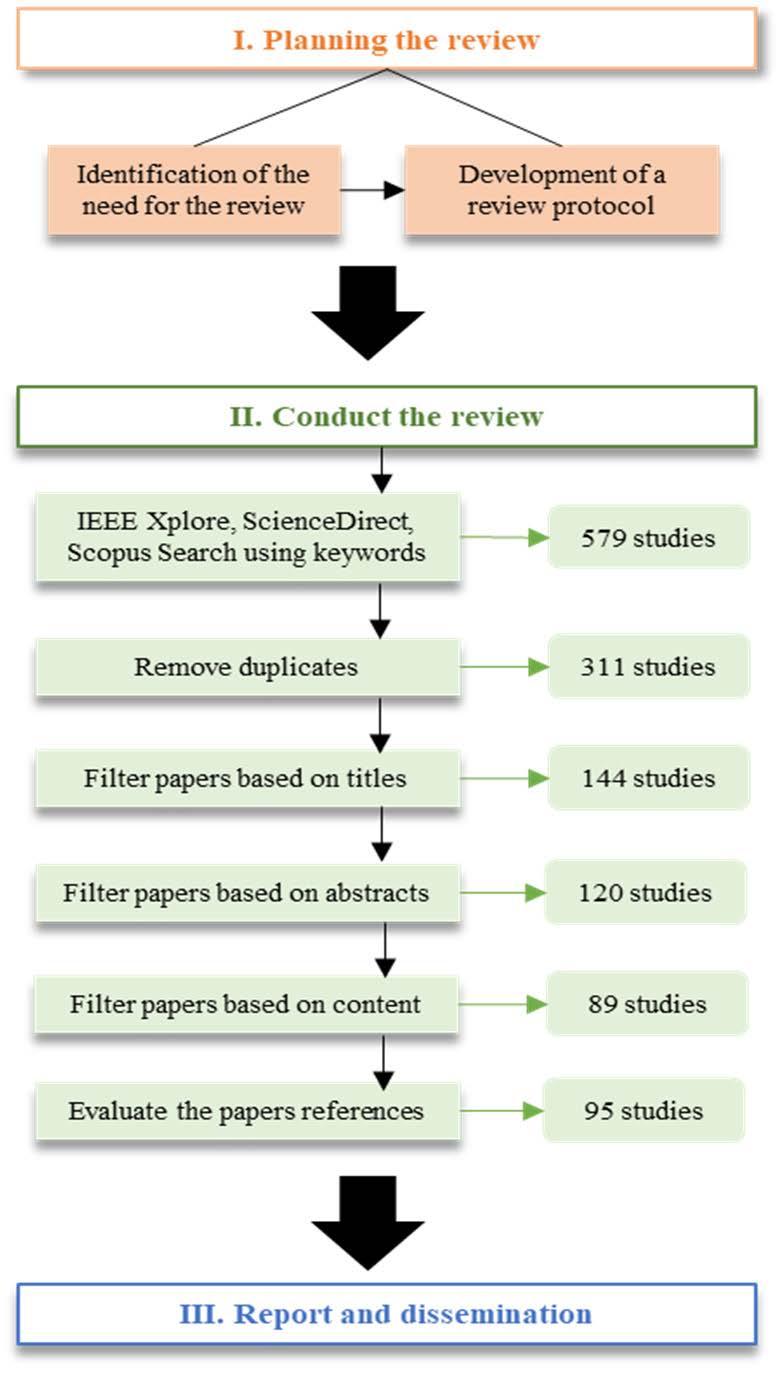 I. Planning the review
Identification of the
need for the review
Development of a
review protocol
II. Conduct the review
IEEE Xplore, ScienceDirect,
Scopus Search using keywords
579 studies
Remove duplicates
311 studies
Filter papers based on titles
144 studies
Filter papers based on abstracts
120 studies
Filter papers based on content
89 studies
Evaluate the papers references
95 studies
III. Report and dissemination